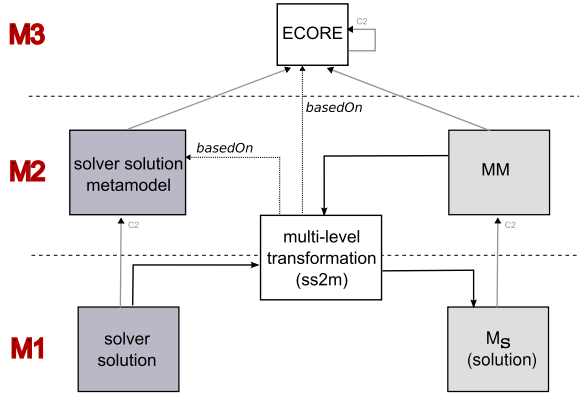 M3
ECORE
C2
basedOn
basedOn
M2
solver solution
metamodel
MM
C2
C2
multi-level
transformation
(ss2m)
M1
solver
solution
MS
(solution)